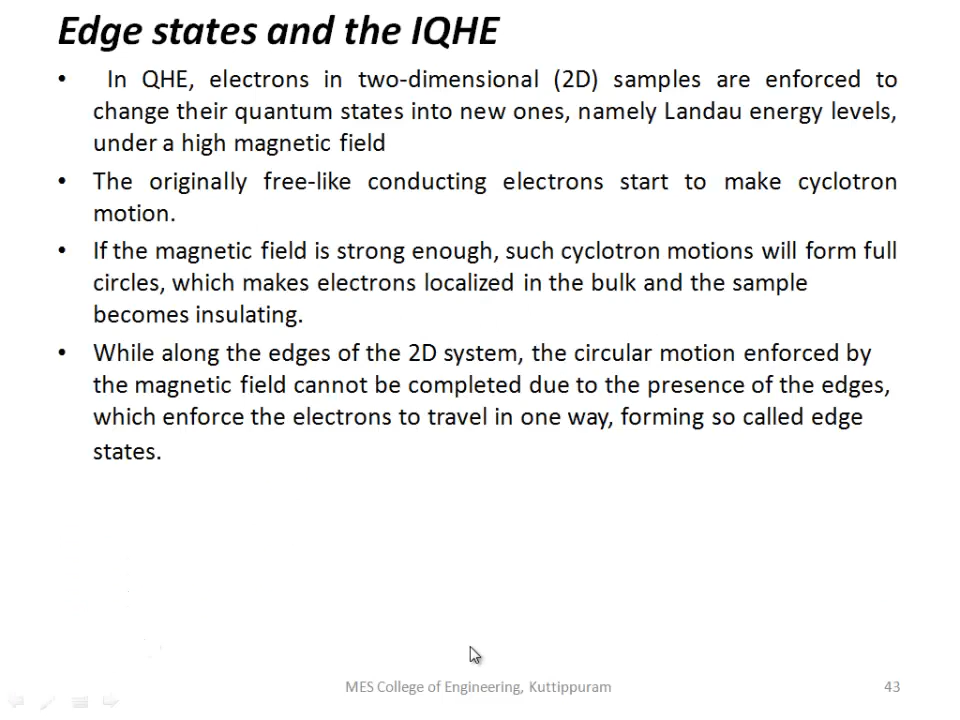 Edge states and the IQHE
• In QHE, electrons in two-dimensional (2D) samples are enforced to
change their quantum states into new ones, namely Landau energy levels,
under a high magnetic field
• The originally free-like conducting electrons start to make cyclotron
motion.
• If the magnetic field is strong enough, such cyclotron motions will form full
circles, which makes electrons localized in the bulk and the sample
becomes insulating.
• While along the edges of the 2D system, the circular motion enforced by
the magnetic field cannot be completed due to the presence of the edges,
which enforce the electrons to travel in one way, forming so called edge
states.
MES College of Engineering, Kuttippuram
43